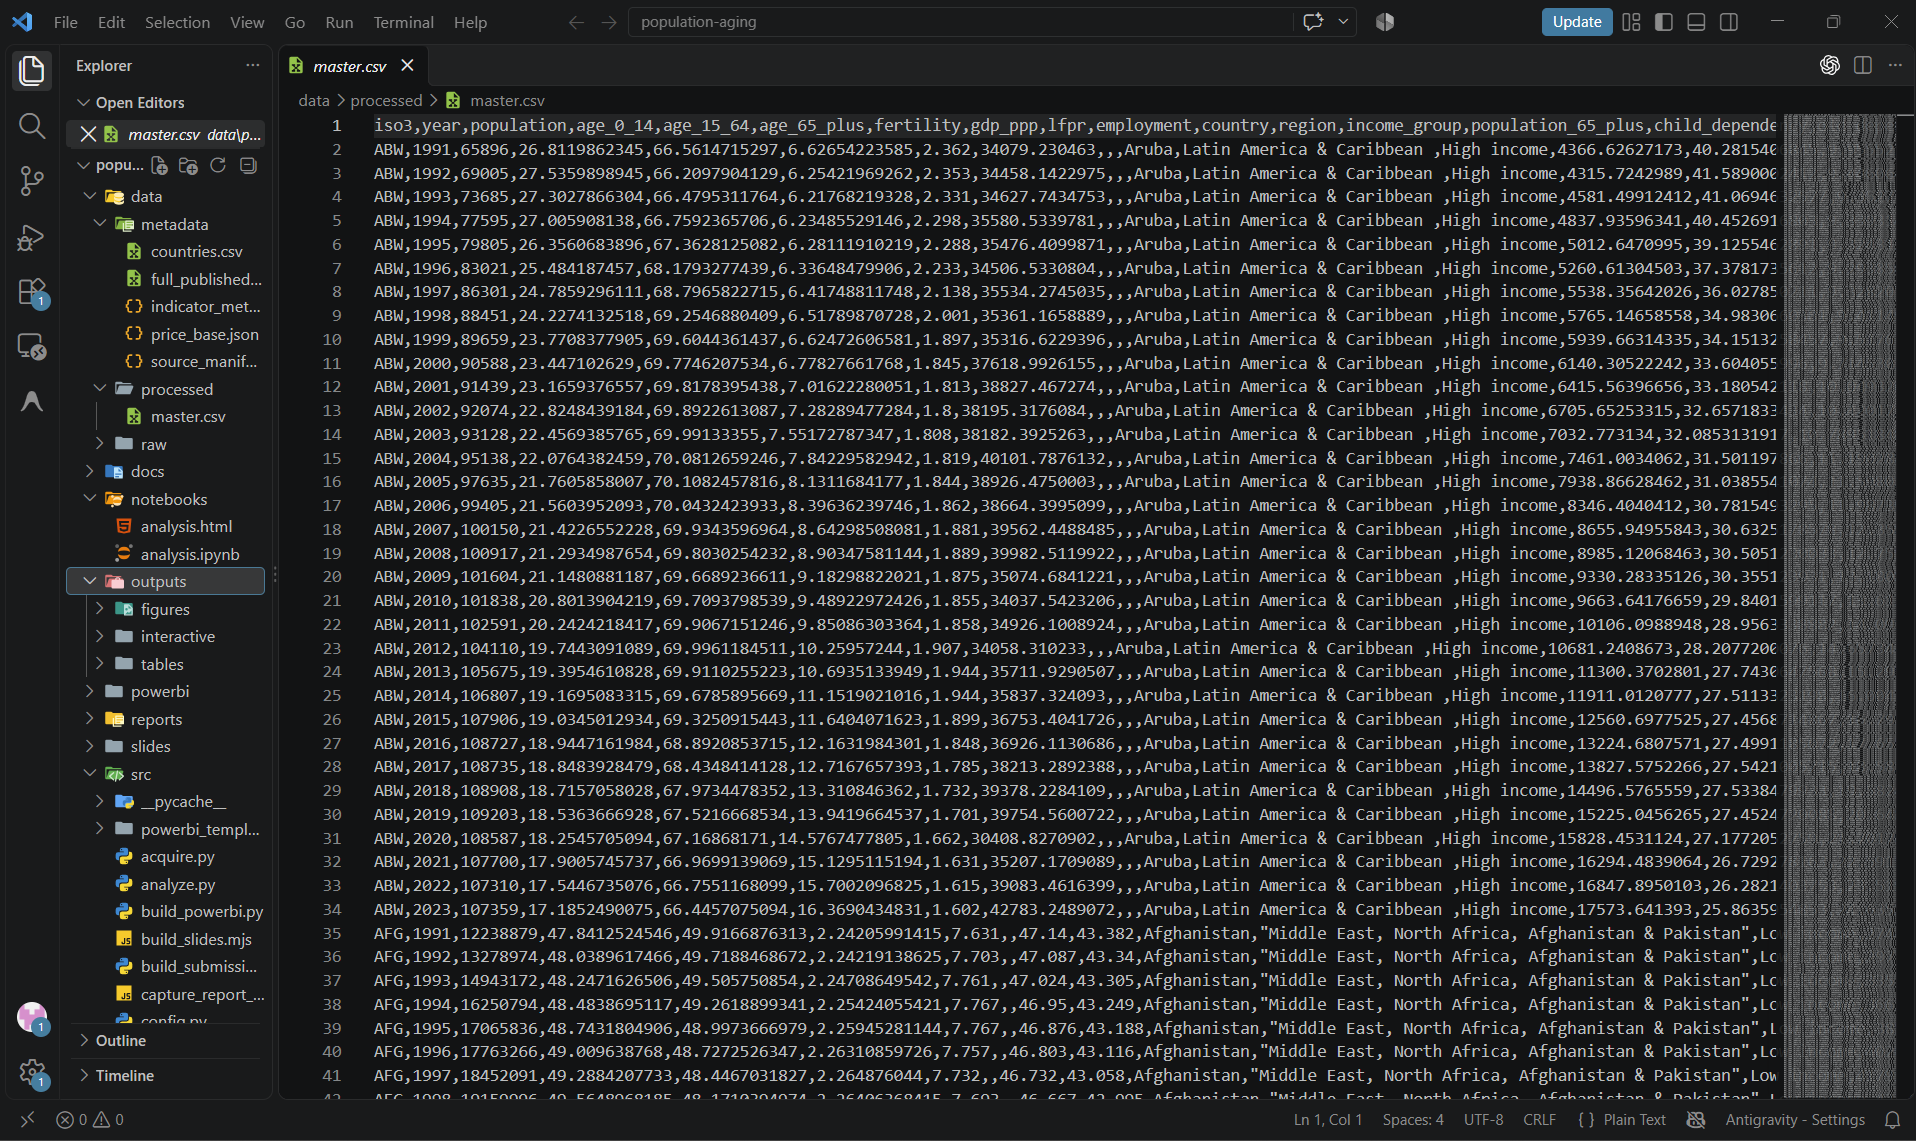 File Edit Selection View Go Run Terminal Help
population-aging
Update
Explorer
master.csv
Open Editors
data > processed > master.csv
master.csv data\p...
popu...
data
metadata
countries.csv
full_published...
indicator_met...
price_base.json
source_manif...
processed
master.csv
raw
docs
notebooks
analysis.html
analysis.ipynb
outputs
figures
interactive
tables
powerbi
reports
slides
src
__pycache__
powerbi_templ...
acquire.py
analyze.py
build_powerbi.py
build_slides.mjs
build_submissi...
capture_report_...
config.py
Outline
Timeline
1 iso3,year,population,age_0_14,age_15_64,age_65_plus,fertility,gdp_ppp,lfpr,employment,country,region,income_group,population_65_plus,child_depende
2 ABW,1991,65896,26.8119862345,66.5614715297,6.62654223585,2.362,34079.230463,,,Aruba,Latin America & Caribbean ,High income,4366.62627173,40.281540
3 ABW,1992,69005,27.5359898945,66.2097904129,6.25421969262,2.353,34458.1422975,,,Aruba,Latin America & Caribbean ,High income,4315.7242989,41.589000
4 ABW,1993,73685,27.3027866304,66.4795311764,6.21768219328,2.331,34627.7434753,,,Aruba,Latin America & Caribbean ,High income,4581.49912412,41.06946
5 ABW,1994,77595,27.005908138,66.7592365706,6.23485529146,2.298,35580.5339781,,,Aruba,Latin America & Caribbean ,High income,4837.93596341,40.452691
6 ABW,1995,79805,26.3560683896,67.3628125082,6.28111910219,2.288,35476.4099871,,,Aruba,Latin America & Caribbean ,High income,5012.6470995,39.125546
7 ABW,1996,83021,25.484187457,68.1793277439,6.33648479906,2.233,34506.5330804,,,Aruba,Latin America & Caribbean ,High income,5260.61304503,37.378173
8 ABW,1997,86301,24.7859296111,68.7965822715,6.41748811748,2.138,35534.2745035,,,Aruba,Latin America & Caribbean ,High income,5538.35642026,36.02785
9 ABW,1998,88451,24.2274132518,69.2546880409,6.51789870728,2.001,35361.1658889,,,Aruba,Latin America & Caribbean ,High income,5765.14658558,34.98306
10 ABW,1999,89659,23.7708377905,69.6044361437,6.62472606581,1.897,35316.6229396,,,Aruba,Latin America & Caribbean ,High income,5939.66314335,34.15132
11 ABW,2000,90588,23.447102629,69.7746207534,6.77827661768,1.845,37618.9926155,,,Aruba,Latin America & Caribbean ,High income,6140.30522242,33.604055
12 ABW,2001,91439,23.1659376557,69.8178395438,7.01622280051,1.813,38827.467274,,,Aruba,Latin America & Caribbean ,High income,6415.56396656,33.180542
13 ABW,2002,92074,22.8248439184,69.8922613087,7.28289477284,1.8,38195.3176084,,,Aruba,Latin America & Caribbean ,High income,6705.65253315,32.6571833
14 ABW,2003,93128,22.4569385765,69.99133355,7.55172787347,1.808,38182.3925263,,,Aruba,Latin America & Caribbean ,High income,7032.773134,32.085313191
15 ABW,2004,95138,22.0764382459,70.0812659246,7.84229582942,1.819,40101.7876132,,,Aruba,Latin America & Caribbean ,High income,7461.0034062,31.501197
16 ABW,2005,97635,21.7605858007,70.1082457816,8.1311684177,1.844,38926.4750003,,,Aruba,Latin America & Caribbean ,High income,7938.86628462,31.038554
17 ABW,2006,99405,21.5603952093,70.0432423933,8.39636239746,1.862,38664.3995099,,,Aruba,Latin America & Caribbean ,High income,8346.4040412,30.781549
18 ABW,2007,100150,21.4226552228,69.9343596964,8.64298508081,1.881,39562.4488485,,,Aruba,Latin America & Caribbean ,High income,8655.94955843,30.6325
19 ABW,2008,100917,21.2934987654,69.8030254232,8.90347581144,1.889,39982.5119922,,,Aruba,Latin America & Caribbean ,High income,8985.12068463,30.5051
20 ABW,2009,101604,21.1480881187,69.6689236611,9.18298822021,1.875,35074.6841221,,,Aruba,Latin America & Caribbean ,High income,9330.28335126,30.3551
21 ABW,2010,101838,20.8013904219,69.7093798539,9.48922972426,1.855,34037.5423206,,,Aruba,Latin America & Caribbean ,High income,9663.64176659,29.8401
22 ABW,2011,102591,20.2424218417,69.9067151246,9.85086303364,1.858,34926.1008924,,,Aruba,Latin America & Caribbean ,High income,10106.0988948,28.9563
23 ABW,2012,104110,19.7443091089,69.9961184511,10.25957244,1.907,34058.310233,,,Aruba,Latin America & Caribbean ,High income,10681.2408673,28.2077200
24 ABW,2013,105675,19.3954610828,69.9110255223,10.6935133949,1.944,35711.9290507,,,Aruba,Latin America & Caribbean ,High income,11300.3702801,27.7430
25 ABW,2014,106807,19.1695083315,69.6785895669,11.1519021016,1.944,35837.324093,,,Aruba,Latin America & Caribbean ,High income,11911.0120777,27.51133
26 ABW,2015,107906,19.0345012934,69.3250915443,11.6404071623,1.899,36753.4041726,,,Aruba,Latin America & Caribbean ,High income,12560.6977525,27.4568
27 ABW,2016,108727,18.9447161984,68.8920853715,12.1631984301,1.848,36926.1130686,,,Aruba,Latin America & Caribbean ,High income,13224.6807571,27.4991
28 ABW,2017,108735,18.8483928479,68.4348414128,12.7167657393,1.785,38213.2892388,,,Aruba,Latin America & Caribbean ,High income,13827.5752266,27.5421
29 ABW,2018,108908,18.7157058028,67.9734478352,13.310846362,1.732,39378.2284109,,,Aruba,Latin America & Caribbean ,High income,14496.5765559,27.53384
30 ABW,2019,109203,18.5363666928,67.5216668534,13.9419664537,1.701,39754.5600722,,,Aruba,Latin America & Caribbean ,High income,15225.0456265,27.4524
31 ABW,2020,108587,18.2545705094,67.16868171,14.5767477805,1.662,30408.8270902,,,Aruba,Latin America & Caribbean ,High income,15828.4531124,27.177205
32 ABW,2021,107700,17.9005745737,66.9699139069,15.1295115194,1.631,35207.1709089,,,Aruba,Latin America & Caribbean ,High income,16294.4839064,26.7292
33 ABW,2022,107310,17.5446735076,66.7551168099,15.7002096825,1.615,39083.4616399,,,Aruba,Latin America & Caribbean ,High income,16847.8950103,26.2821
34 ABW,2023,107359,17.1852490075,66.4457075094,16.3690434831,1.602,42783.2489072,,,Aruba,Latin America & Caribbean ,High income,17573.641393,25.86359
35 AFG,1991,12238879,47.8412524546,49.9166876313,2.24205991415,7.631,,47.14,43.382,Afghanistan,"Middle East, North Africa, Afghanistan & Pakistan",Lo
36 AFG,1992,13278974,48.0389617466,49.7188468672,2.24219138625,7.703,,47.087,43.34,Afghanistan,"Middle East, North Africa, Afghanistan & Pakistan",Lo
37 AFG,1993,14943172,48.2471626506,49.505750854,2.24708649542,7.761,,47.024,43.305,Afghanistan,"Middle East, North Africa, Afghanistan & Pakistan",Lo
38 AFG,1994,16250794,48.4838695117,49.2618899341,2.25424055421,7.767,,46.95,43.249,Afghanistan,"Middle East, North Africa, Afghanistan & Pakistan",Lo
39 AFG,1995,17065836,48.7431804906,48.9973666979,2.25945281144,7.767,,46.876,43.188,Afghanistan,"Middle East, North Africa, Afghanistan & Pakistan",L
40 AFG,1996,17763266,49.009638768,48.7272526347,2.26310859726,7.757,,46.803,43.116,Afghanistan,"Middle East, North Africa, Afghanistan & Pakistan",Lo
41 AFG,1997,18452091,49.2884207733,48.4467031827,2.264876044,7.732,,46.732,43.058,Afghanistan,"Middle East, North Africa, Afghanistan & Pakistan",Low
0 0
Ln 1, Col 1 Spaces: 4 UTF-8 CRLF {} Plain Text Antigravity - Settings